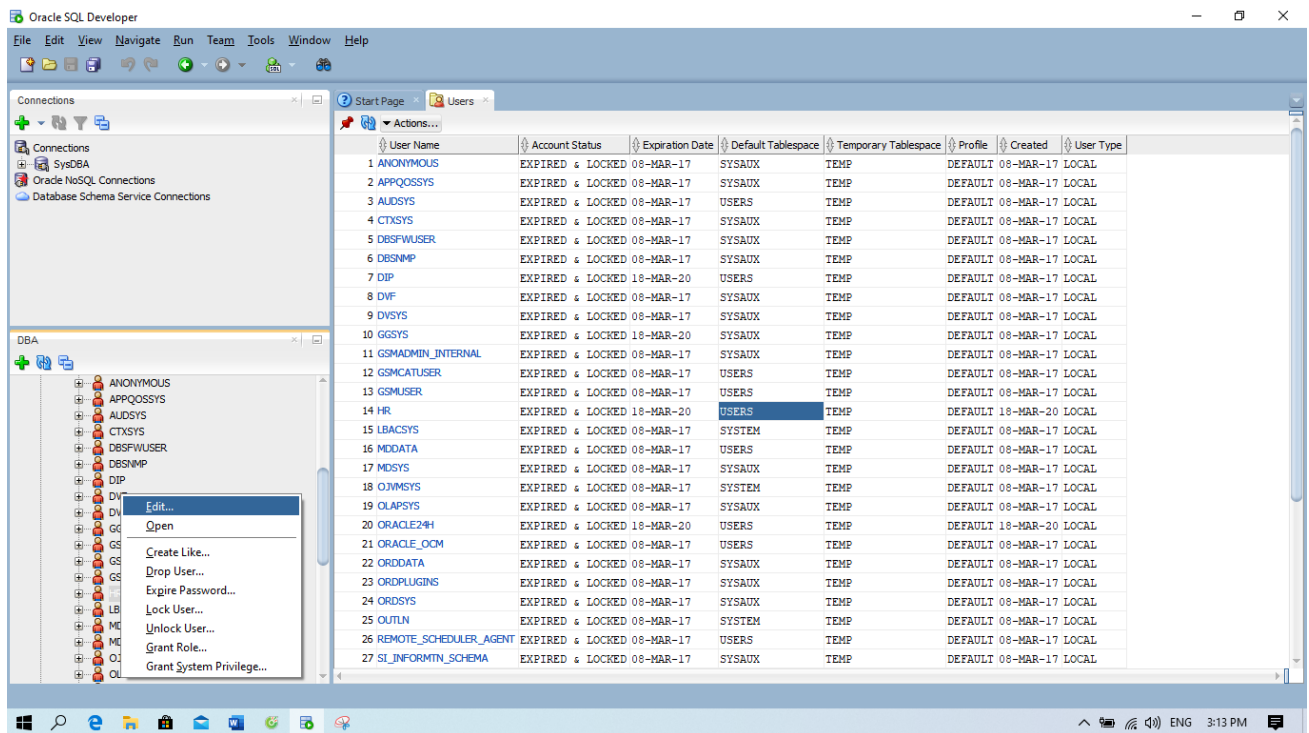 Oracle SQL Developer
File Edit View Navigate Run Team Tools Window Help
Connections
Connections
SysDBA
Oracle NoSQL Connections
Database Schema Service Connections
DBA
ANONYMOUS
APPQOSSYS
AUDSYS
CTXSYS
DBSFWUSER
DBSNMP
DIP
Edit...
Open
Create Like...
Drop User...
Expire Password...
Lock User...
Unlock User...
Grant Role...
Grant System Privilege...
Start Page Users
Actions...
User Name Account Status Expiration Date Default Tablespace Temporary Tablespace Profile Created User Type
1 ANONYMOUS EXPIRED & LOCKED 08-MAR-17 SYSAUX TEMP DEFAULT 08-MAR-17 LOCAL
2 APPQOSSYS EXPIRED & LOCKED 08-MAR-17 SYSAUX TEMP DEFAULT 08-MAR-17 LOCAL
3 AUDSYS EXPIRED & LOCKED 08-MAR-17 USERS TEMP DEFAULT 08-MAR-17 LOCAL
4 CTXSYS EXPIRED & LOCKED 08-MAR-17 SYSAUX TEMP DEFAULT 08-MAR-17 LOCAL
5 DBSFWUSER EXPIRED & LOCKED 08-MAR-17 SYSAUX TEMP DEFAULT 08-MAR-17 LOCAL
6 DBSNMP EXPIRED & LOCKED 08-MAR-17 SYSAUX TEMP DEFAULT 08-MAR-17 LOCAL
7 DIP EXPIRED & LOCKED 18-MAR-20 USERS TEMP DEFAULT 08-MAR-17 LOCAL
8 DVF EXPIRED & LOCKED 08-MAR-17 SYSAUX TEMP DEFAULT 08-MAR-17 LOCAL
9 DVSYS EXPIRED & LOCKED 08-MAR-17 SYSAUX TEMP DEFAULT 08-MAR-17 LOCAL
10 GGSYS EXPIRED & LOCKED 18-MAR-20 SYSAUX TEMP DEFAULT 08-MAR-17 LOCAL
11 GSMADMIN_INTERNAL EXPIRED & LOCKED 08-MAR-17 SYSAUX TEMP DEFAULT 08-MAR-17 LOCAL
12 GSMCATUSER EXPIRED & LOCKED 08-MAR-17 USERS TEMP DEFAULT 08-MAR-17 LOCAL
13 GSMUSER EXPIRED & LOCKED 08-MAR-17 USERS TEMP DEFAULT 08-MAR-17 LOCAL
14 HR EXPIRED & LOCKED 18-MAR-20 USERS TEMP DEFAULT 18-MAR-20 LOCAL
15 LBACSYS EXPIRED & LOCKED 08-MAR-17 SYSTEM TEMP DEFAULT 08-MAR-17 LOCAL
16 MDDATA EXPIRED & LOCKED 08-MAR-17 USERS TEMP DEFAULT 08-MAR-17 LOCAL
17 MDSYS EXPIRED & LOCKED 08-MAR-17 SYSAUX TEMP DEFAULT 08-MAR-17 LOCAL
18 OJVMSYS EXPIRED & LOCKED 08-MAR-17 SYSTEM TEMP DEFAULT 08-MAR-17 LOCAL
19 OLAPSYS EXPIRED & LOCKED 08-MAR-17 SYSAUX TEMP DEFAULT 08-MAR-17 LOCAL
20 ORACLE24H EXPIRED & LOCKED 18-MAR-20 USERS TEMP DEFAULT 18-MAR-20 LOCAL
21 ORACLE_OCM EXPIRED & LOCKED 08-MAR-17 USERS TEMP DEFAULT 08-MAR-17 LOCAL
22 ORDDATA EXPIRED & LOCKED 08-MAR-17 SYSAUX TEMP DEFAULT 08-MAR-17 LOCAL
23 ORDPLUGINS EXPIRED & LOCKED 08-MAR-17 SYSAUX TEMP DEFAULT 08-MAR-17 LOCAL
24 ORDSYS EXPIRED & LOCKED 08-MAR-17 SYSAUX TEMP DEFAULT 08-MAR-17 LOCAL
25 OUTLN EXPIRED & LOCKED 08-MAR-17 SYSTEM TEMP DEFAULT 08-MAR-17 LOCAL
26 REMOTE_SCHEDULER_AGENT EXPIRED & LOCKED 08-MAR-17 USERS TEMP DEFAULT 08-MAR-17 LOCAL
27 SI_INFORMTN_SCHEMA EXPIRED & LOCKED 08-MAR-17 SYSAUX TEMP DEFAULT 08-MAR-17 LOCAL
ENG 3:13 PM